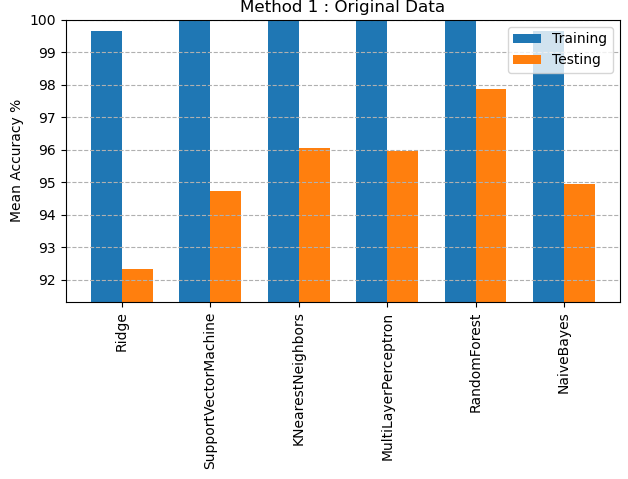 Method 1 : Original Data
Mean Accuracy %
100
99
98
97
96
95
94
93
92
Training
Testing
Ridge
SupportVectorMachine
KNearestNeighbors
MultiLayerPerceptron
RandomForest
NaiveBayes